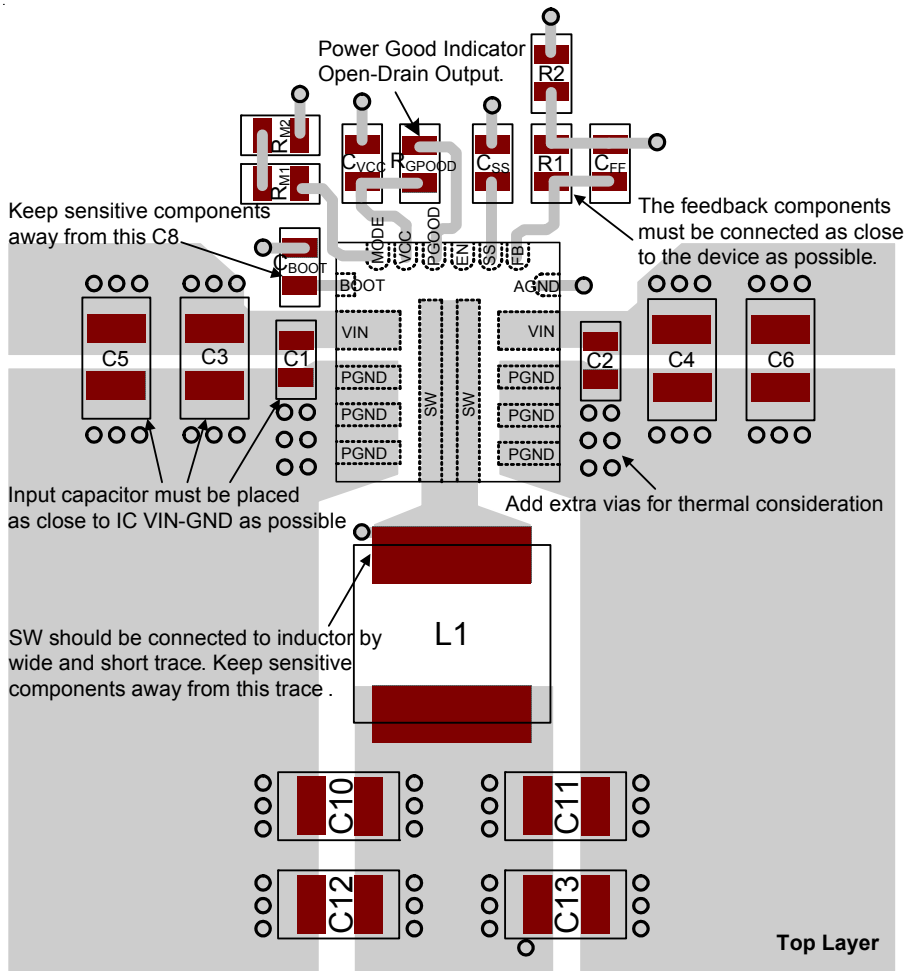 Power Good Indicator
Open-Drain Output.
R2
RM2
RM1
CVCC
RGPOOD
CSS
R1
CFF
Keep sensitive components
away from this C8
The feedback components
must be connected as close
to the device as possible.
CBOOT
MODE
VCC
PGOOD
EN
SS
FB
BOOT
AGND
C5
C3
C1
VIN
VIN
C2
C4
C6
PGND
PGND
PGND
SW
SW
PGND
PGND
PGND
Input capacitor must be placed
as close to IC VIN-GND as possible
Add extra vias for thermal consideration
SW should be connected to inductor by
wide and short trace. Keep sensitive
components away from this trace .
L1
C10
C11
C12
C13
Top Layer